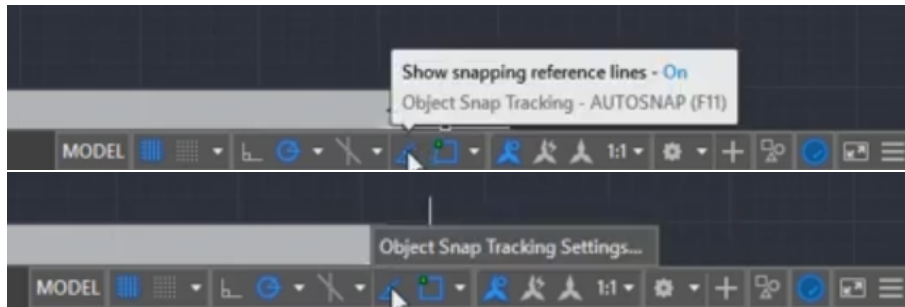 Show snapping reference lines - On
Object Snap Tracking - AUTOSNAP (F11)
MODEL 1:1
Object Snap Tracking Settings...
MODEL 1:1